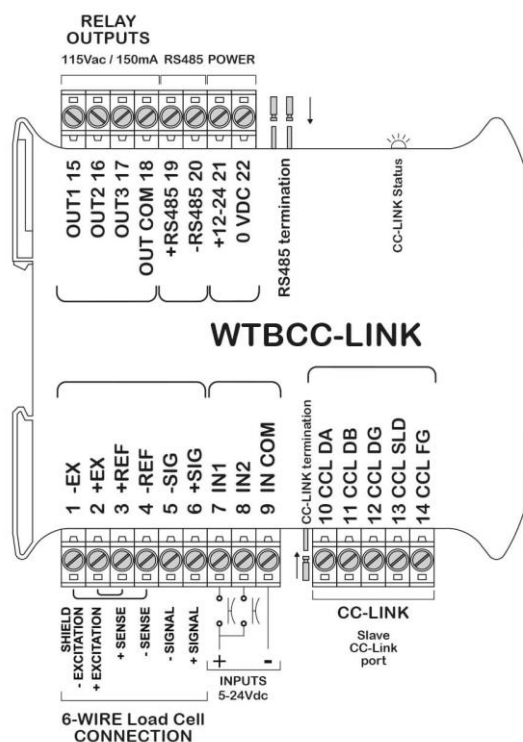 RELAY
OUTPUTS
115Vac / 150mA RS485 POWER
OUT1 15
OUT2 16
OUT3 17
OUT COM 18
+RS485 19
-RS485 20
+12-24 21
0 VDC 22
RS485 termination
CC-LINK Status
WTBCC-LINK
1 -EX
2 +EX
3 +REF
4 -REF
5 -SIG
6 +SIG
7 IN1
8 IN2
9 IN COM
CC-LINK termination
10 CCL DA
11 CCL DB
12 CCL DG
13 CCL SLD
14 CCL FG
SHIELD
- EXCITATION
+ EXCITATION
+ SENSE
- SENSE
- SIGNAL
+ SIGNAL
+ -
INPUTS
5-24Vdc
CC-LINK
Slave
CC-Link
port
6-WIRE Load Cell
CONNECTION